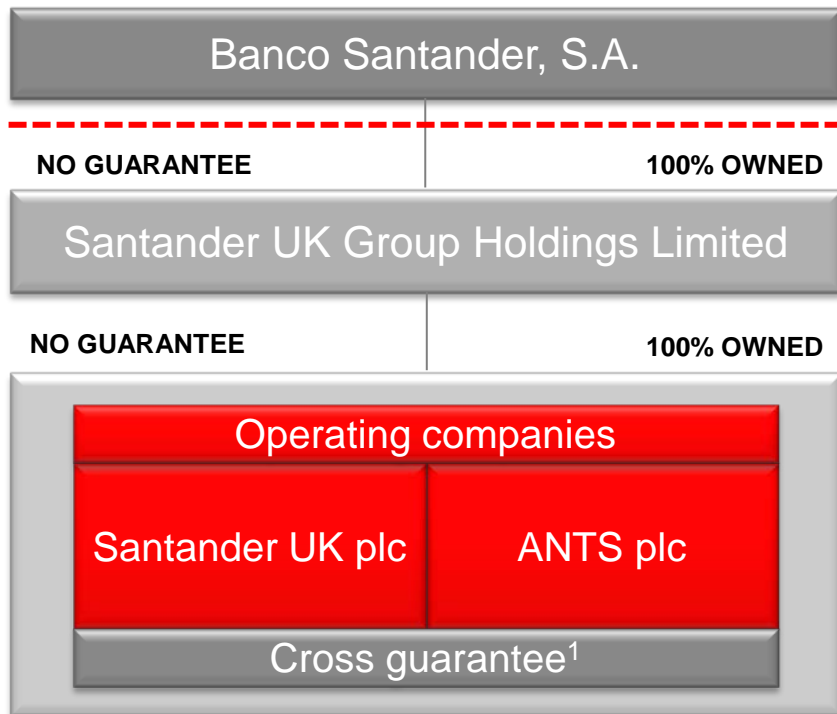 Banco Santander, S.A.
NO GUARANTEE
100% OWNED
Santander UK Group Holdings Limited
NO GUARANTEE
100% OWNED
Operating companies
Santander UK plc
ANTS plc
Cross guarantee¹